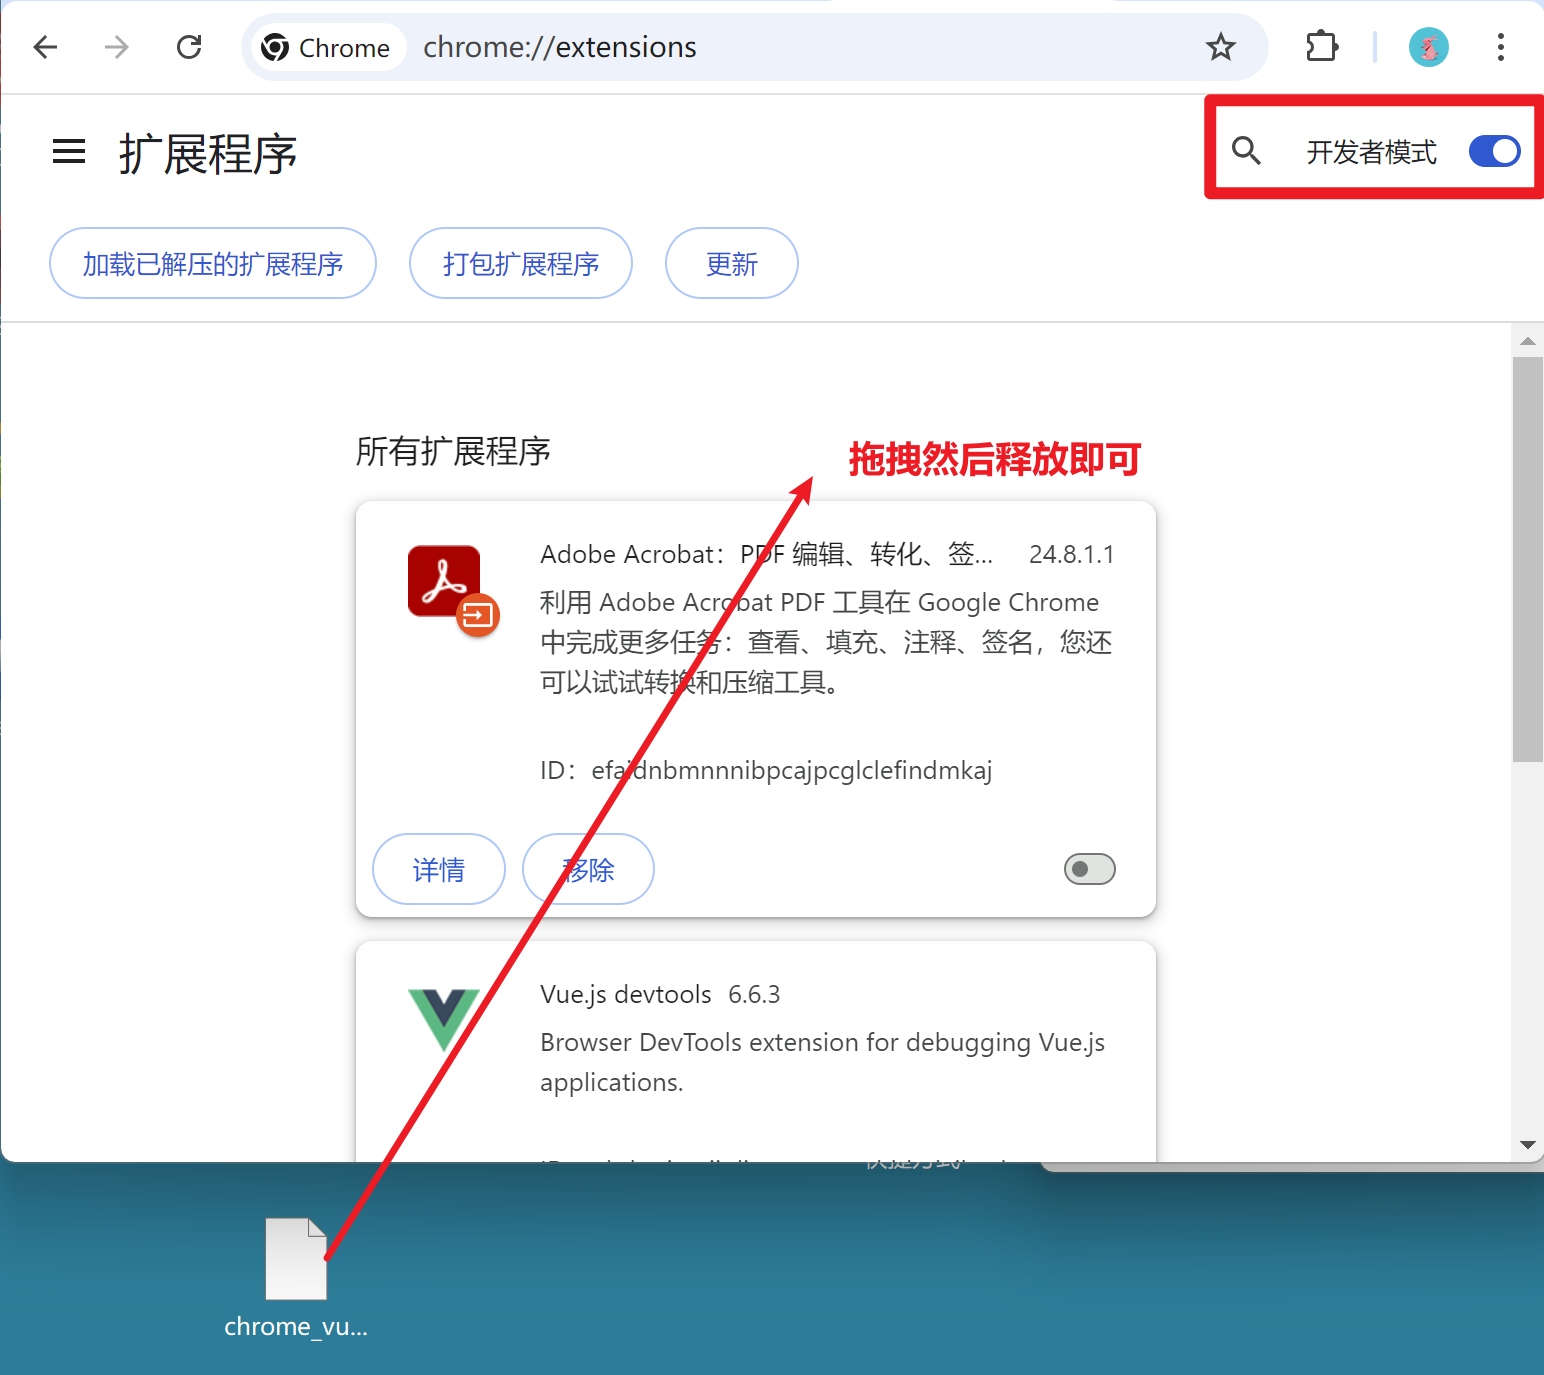 Chrome
chrome://extensions
扩展程序
开发者模式
加载已解压的扩展程序
打包扩展程序
更新
所有扩展程序
拖拽然后释放即可
Adobe Acrobat：PDF 编辑、转化、签... 24.8.1.1
利用 Adobe Acrobat PDF 工具在 Google Chrome
中完成更多任务：查看、填充、注释、签名，您还
可以试试转换和压缩工具。
ID：efaidnbmnnnibpcajpcglclefindmkaj
详情
移除
Vue.js devtools 6.6.3
Browser DevTools extension for debugging Vue.js
applications.
chrome_vu...